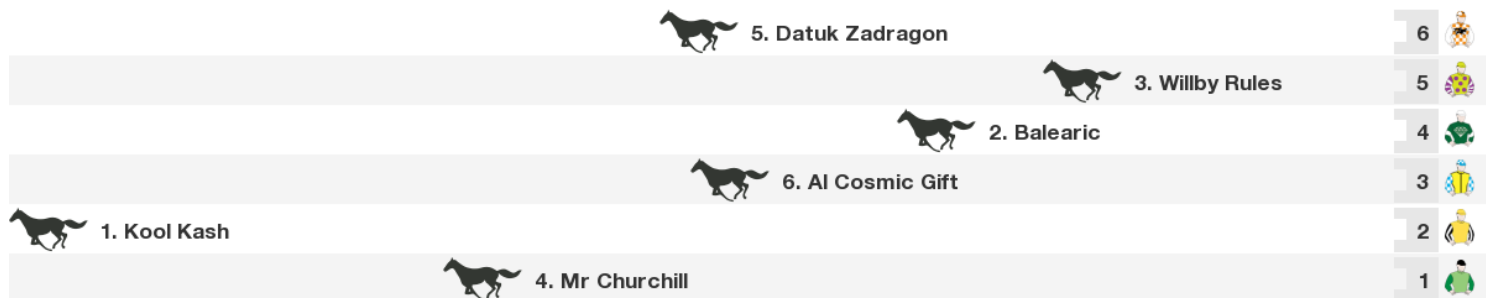 5. Datuk Zadragon 6
3. Willby Rules 5
2. Balearic 4
6. Al Cosmic Gift 3
1. Kool Kash 2
4. Mr Churchill 1